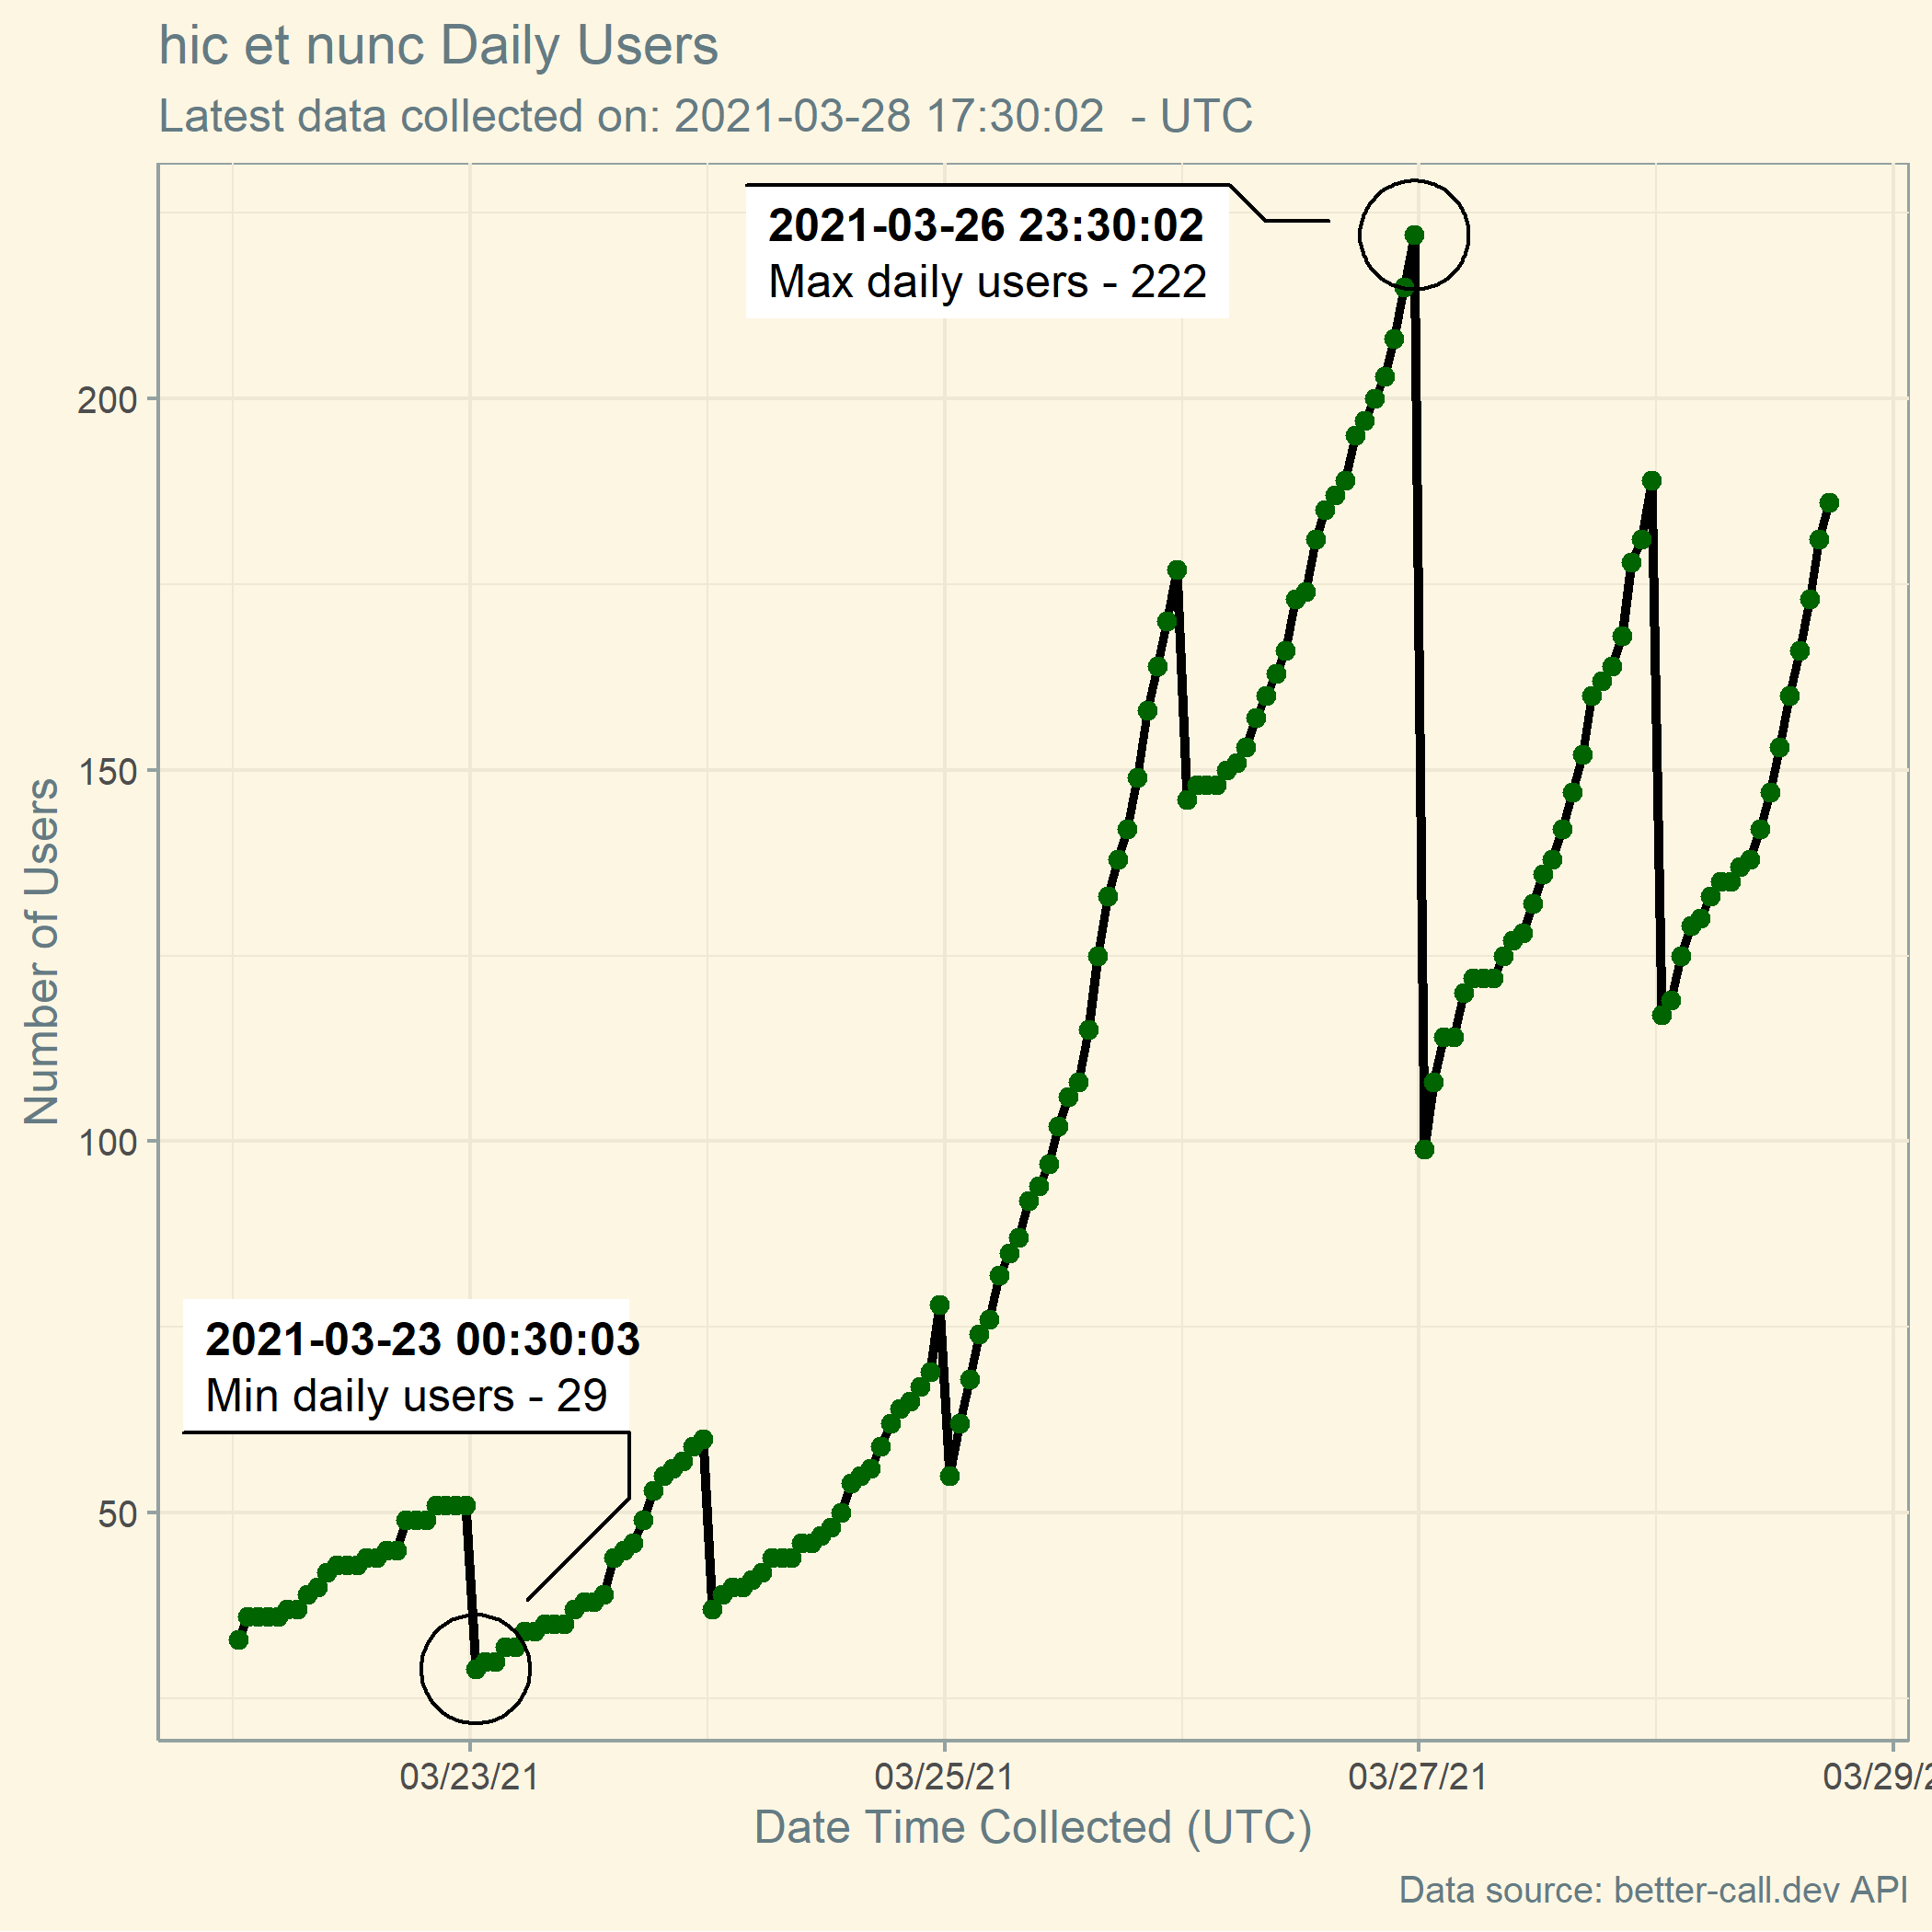 hic et nunc Daily Users
Latest data collected on: 2021-03-28 17:30:02  - UTC
2021-03-26 23:30:02
Max daily users - 222
200
150
100
50
Number of Users
2021-03-23 00:30:03
Min daily users - 29
03/23/21 03/25/21 03/27/21 03/29/2
Date Time Collected (UTC)
Data source: better-call.dev API